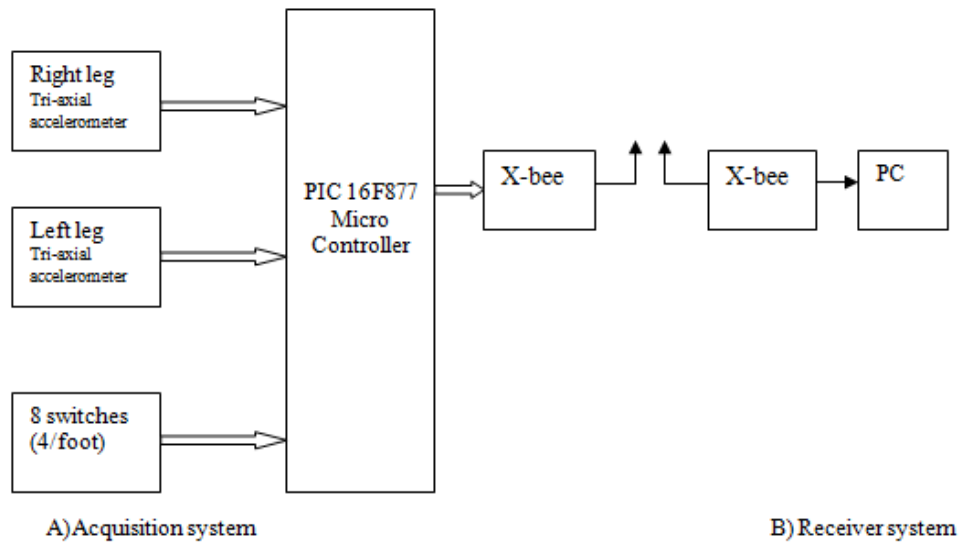 Right leg
Tri-axial
accelerometer
Left leg
Tri-axial
accelerometer
8 switches
(4/foot)
PIC 16F877
Micro
Controller
X-bee
X-bee
PC
A)Acquisition system
B) Receiver system